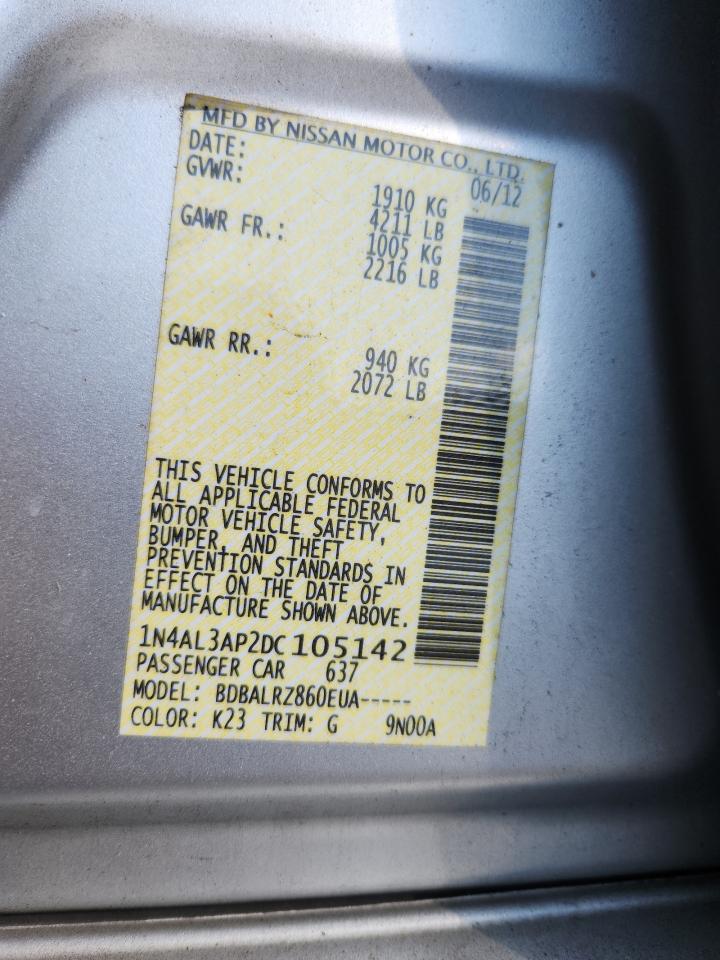 MFD BY NISSAN MOTOR CO., LTD.
DATE: 06/12
GVWR: 1910 KG
4211 LB
GAWR FR.: 1005 KG
2216 LB
GAWR RR.: 940 KG
2072 LB
THIS VEHICLE CONFORMS TO
ALL APPLICABLE FEDERAL
MOTOR VEHICLE SAFETY,
BUMPER, AND THEFT
PREVENTION STANDARDS IN
EFFECT ON THE DATE OF
MANUFACTURE SHOWN ABOVE.
1N4AL3AP2DC105142
PASSENGER CAR 637
MODEL: BDBALRZ860EUA-----
COLOR: K23 TRIM: G 9N00A